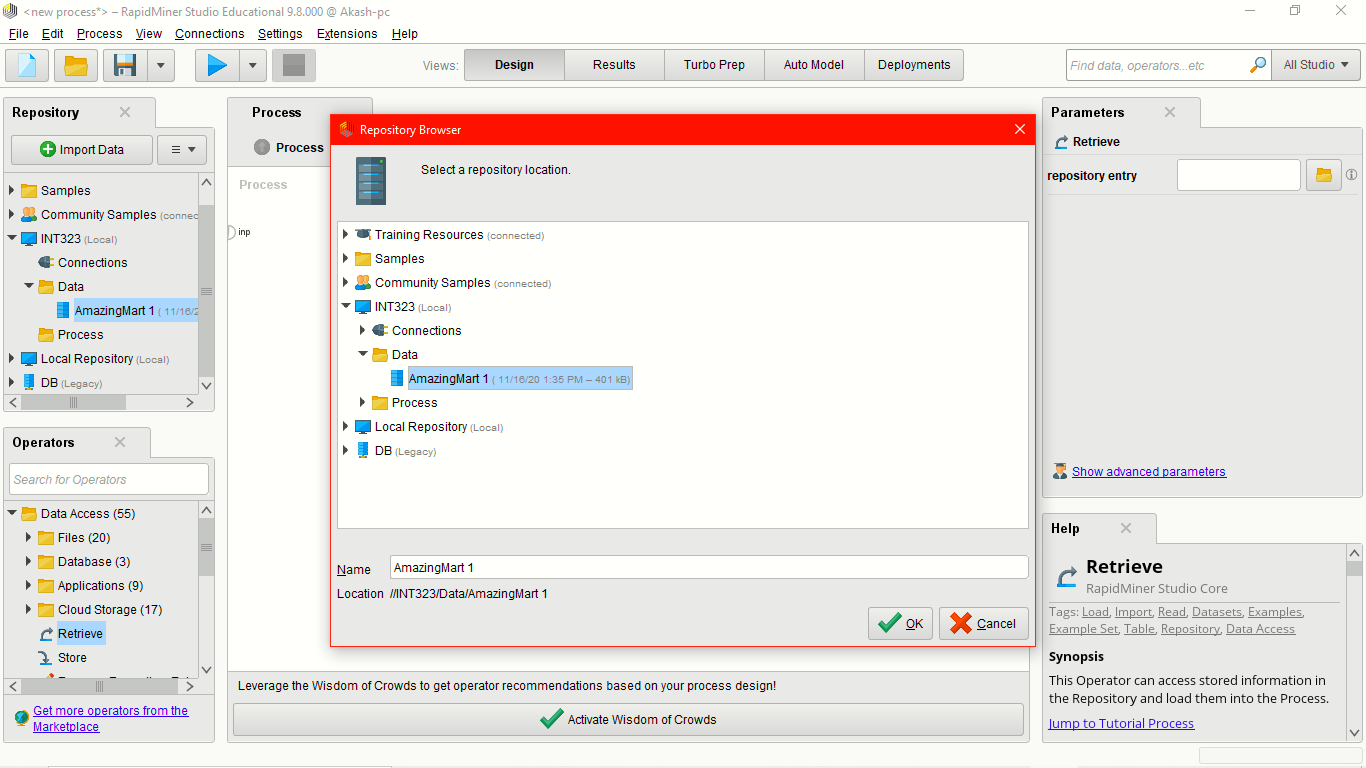 <new process*> – RapidMiner Studio Educational 9.8.000 @ Akash-pc
File Edit Process View Connections Settings Extensions Help
Views: Design Results Turbo Prep Auto Model Deployments
Find data, operators...etc
All Studio
Repository
Import Data
Samples
Community Samples (connec
INT323 (Local)
Connections
Data
AmazingMart 1 ( 11/16/2
Process
Local Repository (Local)
DB (Legacy)
Operators
Search for Operators
Data Access (55)
Files (20)
Database (3)
Applications (9)
Cloud Storage (17)
Retrieve
Store
Get more operators from the
Marketplace
Process
Process
Process
inp
Repository Browser
Select a repository location.
Training Resources (connected)
Samples
Community Samples (connected)
INT323 (Local)
Connections
Data
AmazingMart 1 ( 11/16/20 1:35 PM – 401 kB)
Process
Local Repository (Local)
DB (Legacy)
Name AmazingMart 1
Location //INT323/Data/AmazingMart 1
OK Cancel
Leverage the Wisdom of Crowds to get operator recommendations based on your process design!
Activate Wisdom of Crowds
Parameters
Retrieve
repository entry
Show advanced parameters
Help
Retrieve
RapidMiner Studio Core
Tags: Load, Import, Read, Datasets, Examples,
Example Set, Table, Repository, Data Access
Synopsis
This Operator can access stored information in
the Repository and load them into the Process.
Jump to Tutorial Process